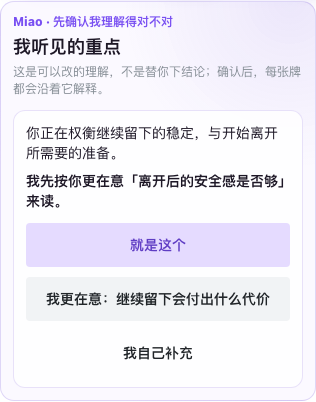 Miao · 先确认我理解得对不对
我听见的重点
这是可以改的理解，不是替你下结论；确认后，每张牌
都会沿着它解释。
你正在权衡继续留下的稳定，与开始离开
所需要的准备。
我先按你更在意「离开后的安全感是否够」
来读。
就是这个
我更在意：继续留下会付出什么代价
我自己补充